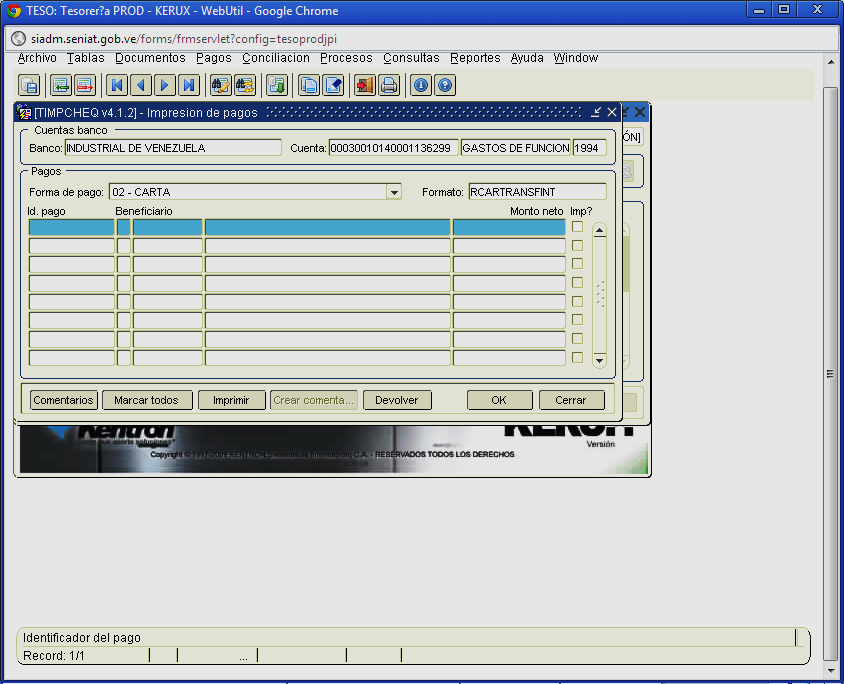 TESO: Tesorer?a PROD - KERUX - WebUtil - Google Chrome
siadm.seniat.gob.ve/forms/frmservlet?config=tesoprodjpi
Archivo Tablas Documentos Pagos Conciliacion Procesos Consultas Reportes Ayuda Window
[TIMPCHEQ v4.1.2] - Impresion de pagos
Cuentas banco
Banco: INDUSTRIAL DE VENEZUELA Cuenta: 00030010140001136299 GASTOS DE FUNCION 1994
ÓN]
Pagos
Forma de pago: 02 - CARTA Formato: RCARTRANSFINT
Id. pago Beneficiario Monto neto Imp?
Comentarios Marcar todos Imprimir Crear comenta... Devolver OK Cerrar
Kentron KERUX
Versión
RESERVADOS TODOS LOS DERECHOS
Identificador del pago
Record: 1/1 ...